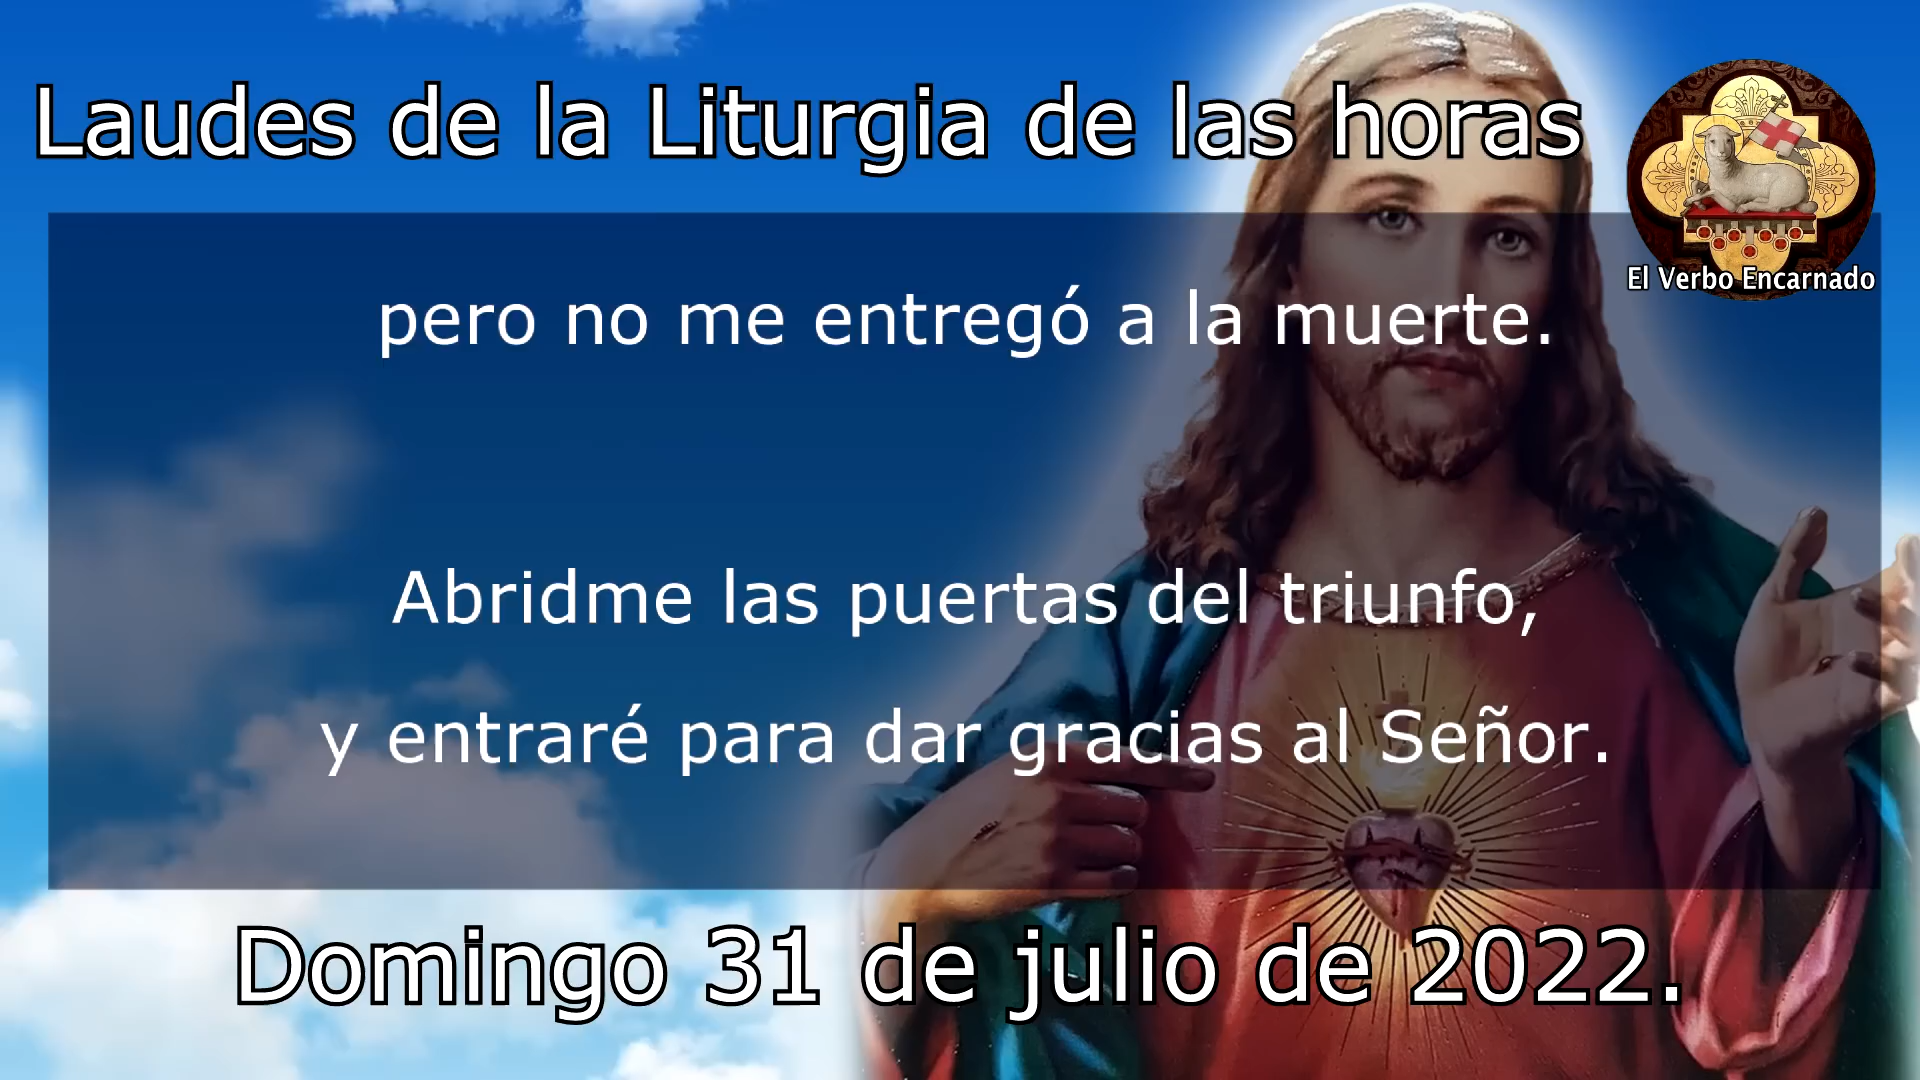 Laudes de la Liturgia de las horas
El Verbo Encarnado
pero no me entregó a la muerte.
Abridme las puertas del triunfo,
y entraré para dar gracias al Señor.
Domingo 31 de julio de 2022.